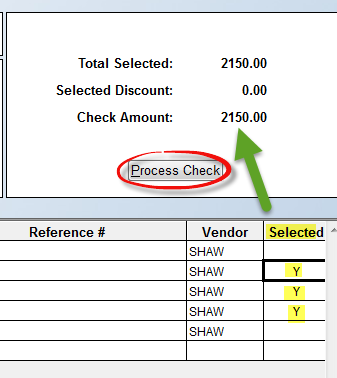 Total Selected: 2150.00
Selected Discount: 0.00
Check Amount: 2150.00
Process Check
Reference # Vendor Selected
SHAW
SHAW Y
SHAW Y
SHAW Y
SHAW